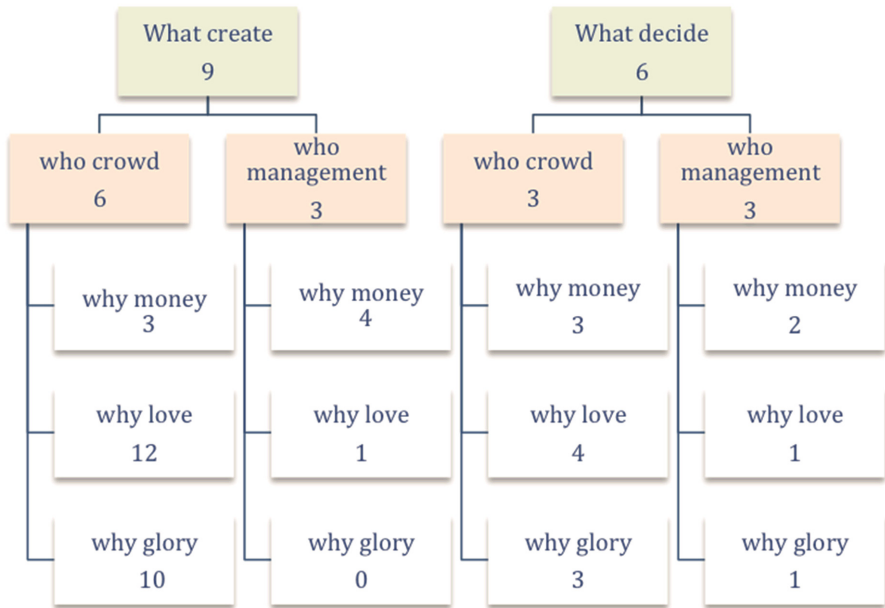 What create
9
What decide
6
who crowd
6
who
management
3
who crowd
3
who
management
3
why money
3
why money
4
why money
3
why money
2
why love
12
why love
1
why love
4
why love
1
why glory
10
why glory
0
why glory
3
why glory
1